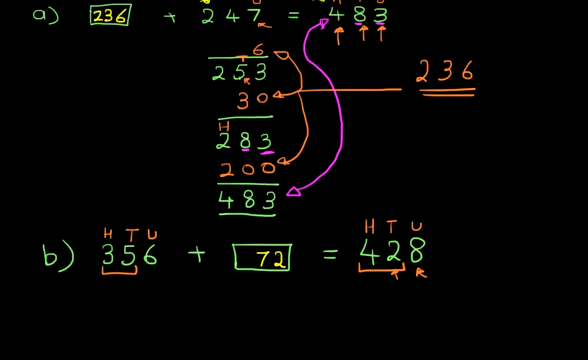 a) 236 + 247 = 483
6
T
253
30
236
H
283
200
483
H T U H T U
b) 356 + 72 = 428